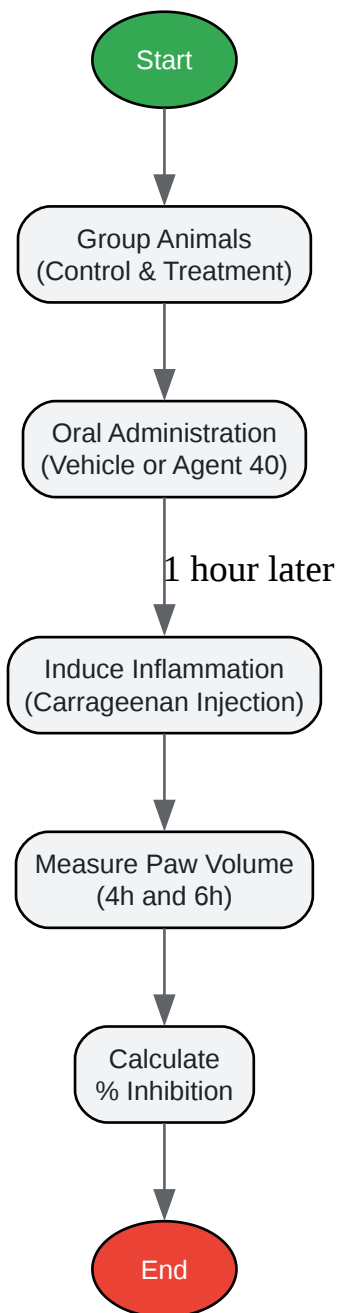 Start
Group Animals
(Control & Treatment)
Oral Administration
(Vehicle or Agent 40)
1 hour later
Induce Inflammation
(Carrageenan Injection)
Measure Paw Volume
(4h and 6h)
Calculate
% Inhibition
End